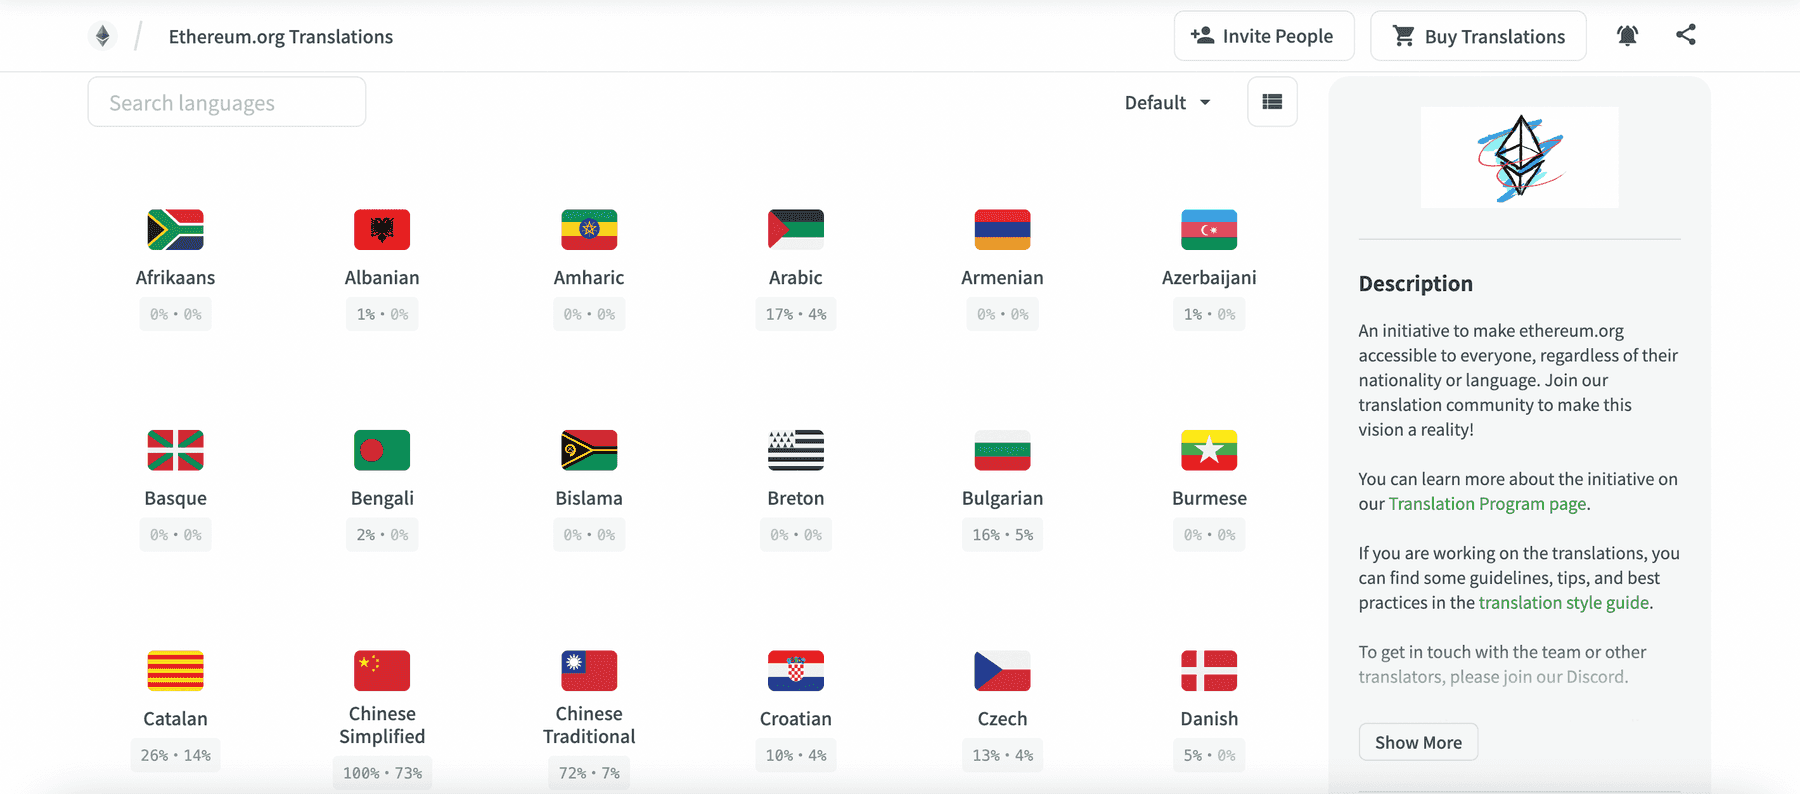 Ethereum.org Translations
Invite People
Buy Translations
Search languages
Default
Afrikaans
0% • 0%
Albanian
1% • 0%
Amharic
0% • 0%
Arabic
17% • 4%
Armenian
0% • 0%
Azerbaijani
1% • 0%
Basque
0% • 0%
Bengali
2% • 0%
Bislama
0% • 0%
Breton
0% • 0%
Bulgarian
16% • 5%
Burmese
0% • 0%
Catalan
26% • 14%
Chinese
Simplified
100% • 73%
Chinese
Traditional
72% • 7%
Croatian
10% • 4%
Czech
13% • 4%
Danish
5% • 0%
Description
An initiative to make ethereum.org
accessible to everyone, regardless of their
nationality or language. Join our
translation community to make this
vision a reality!
You can learn more about the initiative on
our Translation Program page.
If you are working on the translations, you
can find some guidelines, tips, and best
practices in the translation style guide.
To get in touch with the team or other
translators, please join our Discord.
Show More